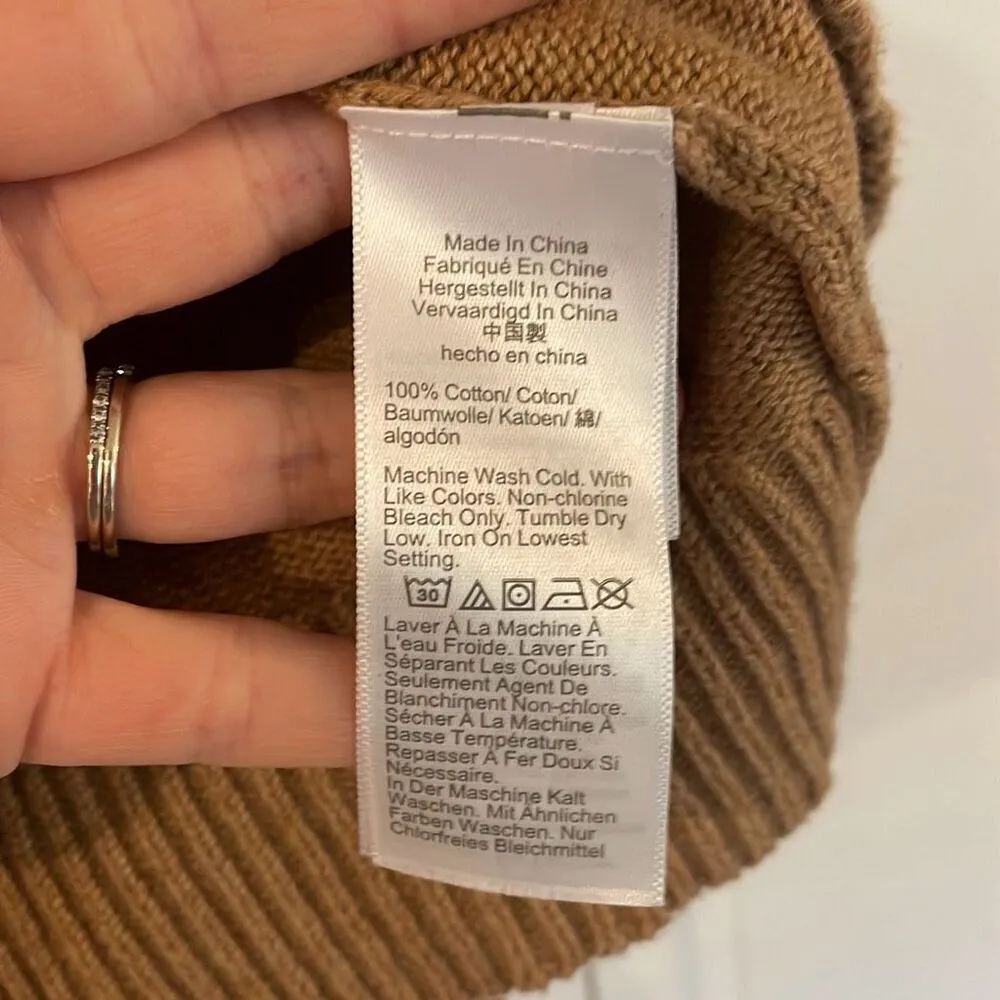 Made In China
Fabriqué En Chine
Hergestellt In China
Vervaardigd In China
中国製
hecho en china
100% Cotton/ Coton/
Baumwolle/ Katoen/ 綿/
algodón
Machine Wash Cold. With
Like Colors. Non-chlorine
Bleach Only. Tumble Dry
Low. Iron On Lowest
Setting.
30
Laver À La Machine À
L'eau Froide. Laver En
Séparant Les Couleurs.
Seulement Agent De
Blanchiment Non-chlore.
Sécher À La Machine À
Basse Température.
Repasser À Fer Doux Si
Nécessaire.
In Der Maschine Kalt
Waschen. Mit Ähnlichen
Farben Waschen. Nur
Chlorfreies Bleichmittel